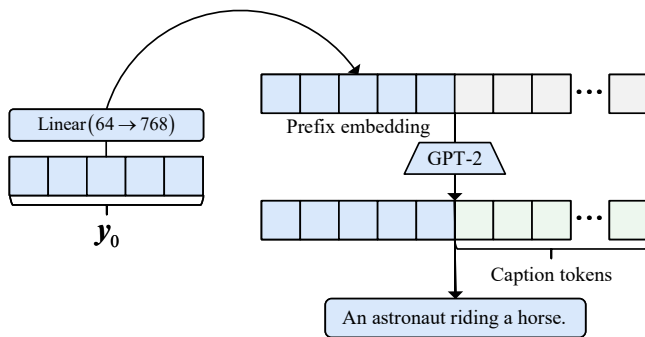 Linear(64 → 768)
y₀
Prefix embedding
GPT-2
Caption tokens
An astronaut riding a horse.